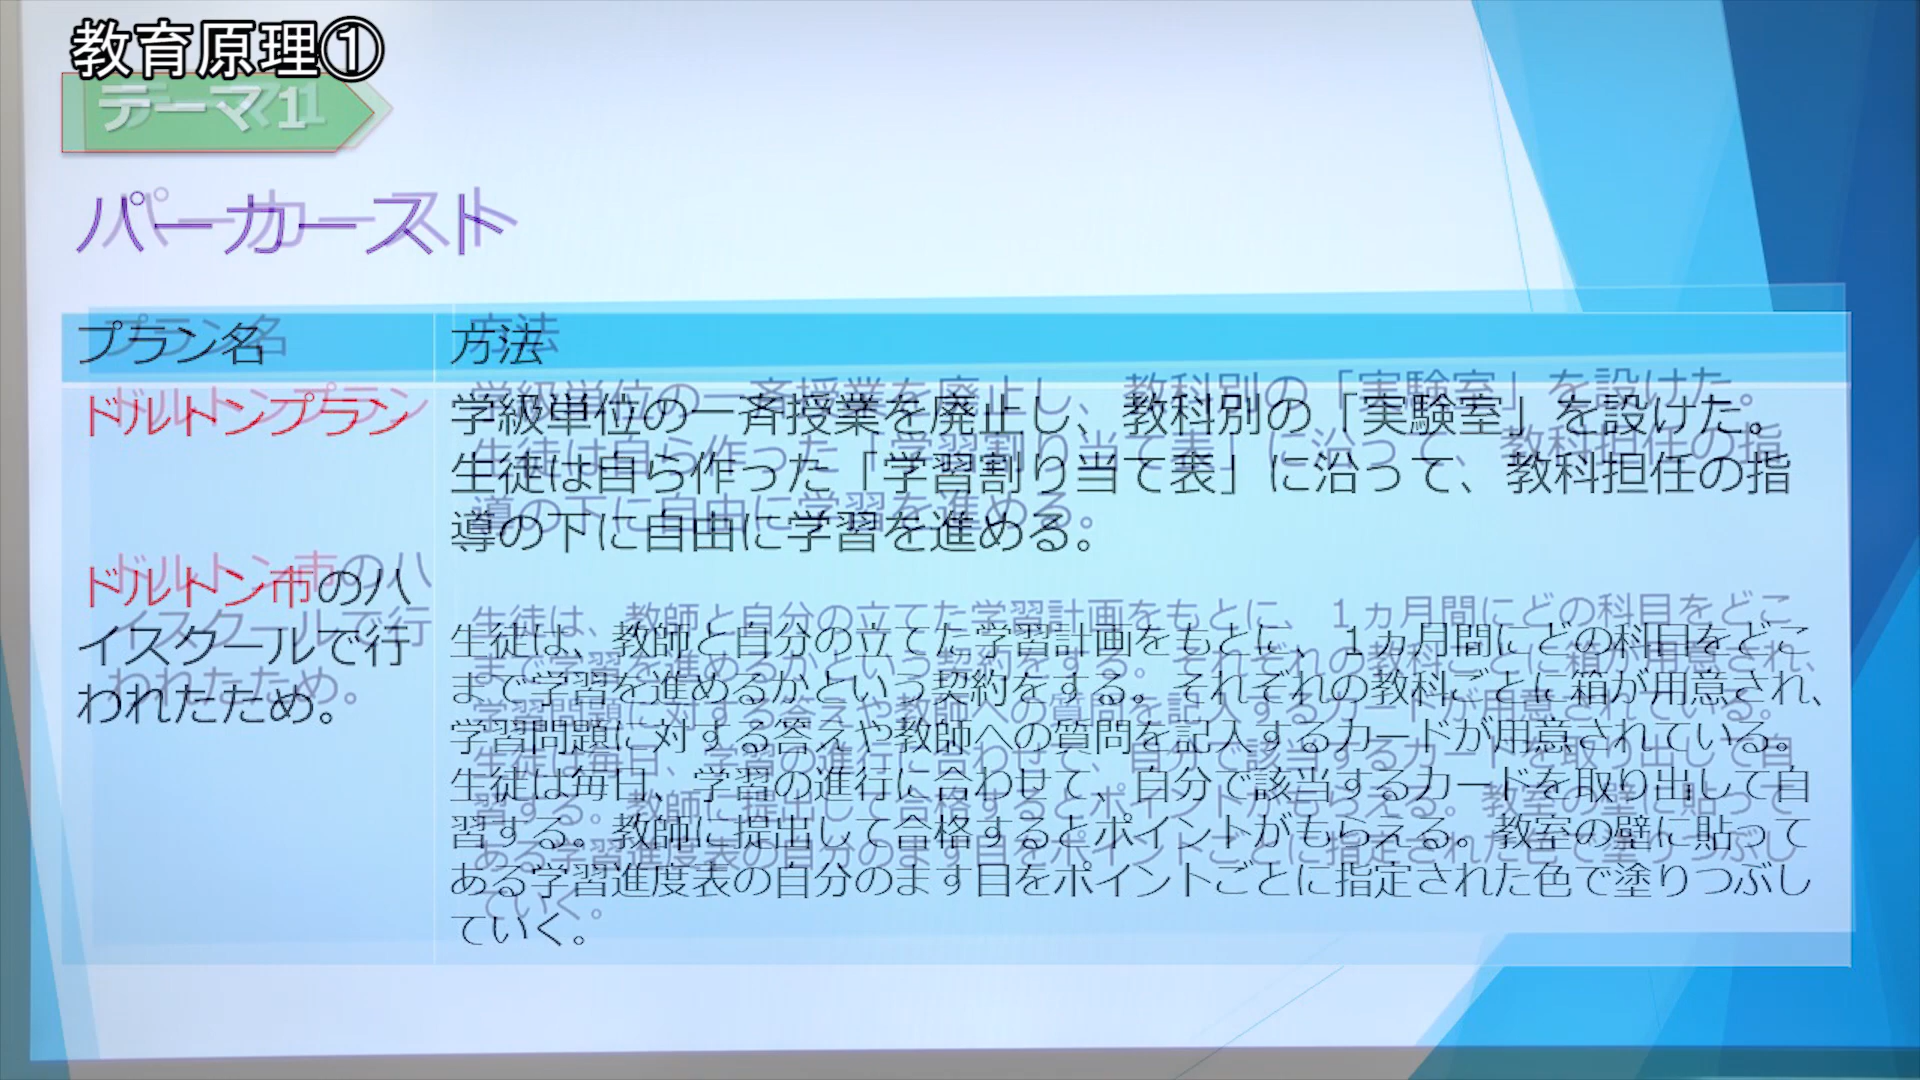 教育原理①
テーマ1
パーカースト
プラン名
方法
ドルトンプラン
学級単位の一斉授業を廃止し、教科別の「実験室」を設けた。
生徒は自ら作った「学習割り当て表」に沿って、教科担任の指
導の下に自由に学習を進める。
ドルトン市のハ
イスクールで行
われたため。
生徒は、教師と自分の立てた学習計画をもとに、１ヵ月間にどの科目をどこ
まで学習を進めるかという契約をする。それぞれの教科ごとに箱が用意され、
学習問題に対する答えや教師への質問を記入するカードが用意されている。
生徒は毎日、学習の進行に合わせて、自分で該当するカードを取り出して自
習する。教師に提出して合格するとポイントがもらえる。教室の壁に貼って
ある学習進度表の自分のます目をポイントごとに指定された色で塗りつぶし
ていく。